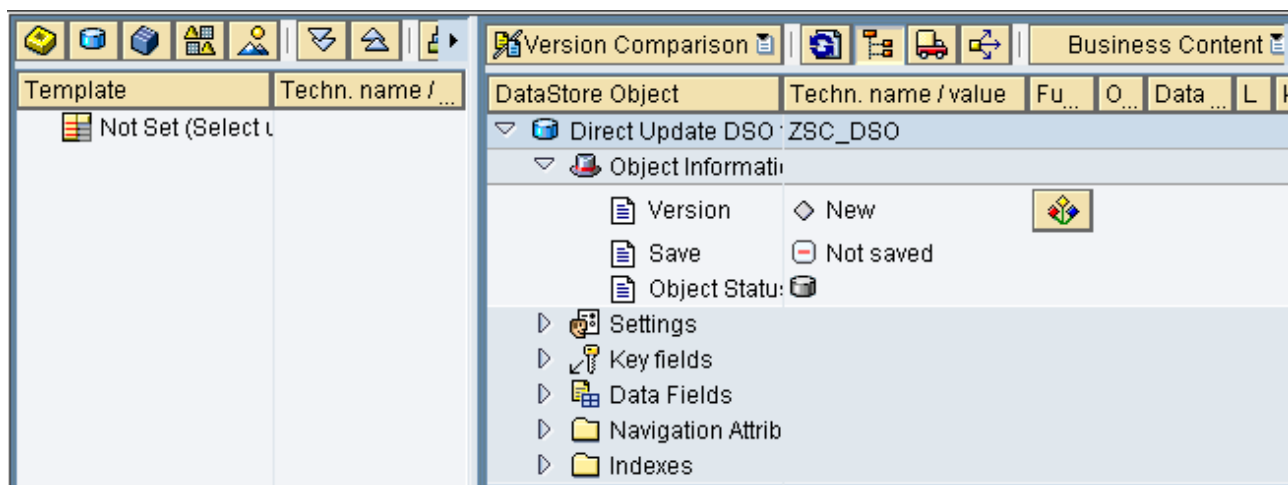 Version Comparison Business Content
Template Techn. name / ...
Not Set (Select u
DataStore Object Techn. name / value Fu... O... Data ... L
Direct Update DSO ZSC_DSO
Object Informati
Version New
Save Not saved
Object Statu
Settings
Key fields
Data Fields
Navigation Attrib
Indexes